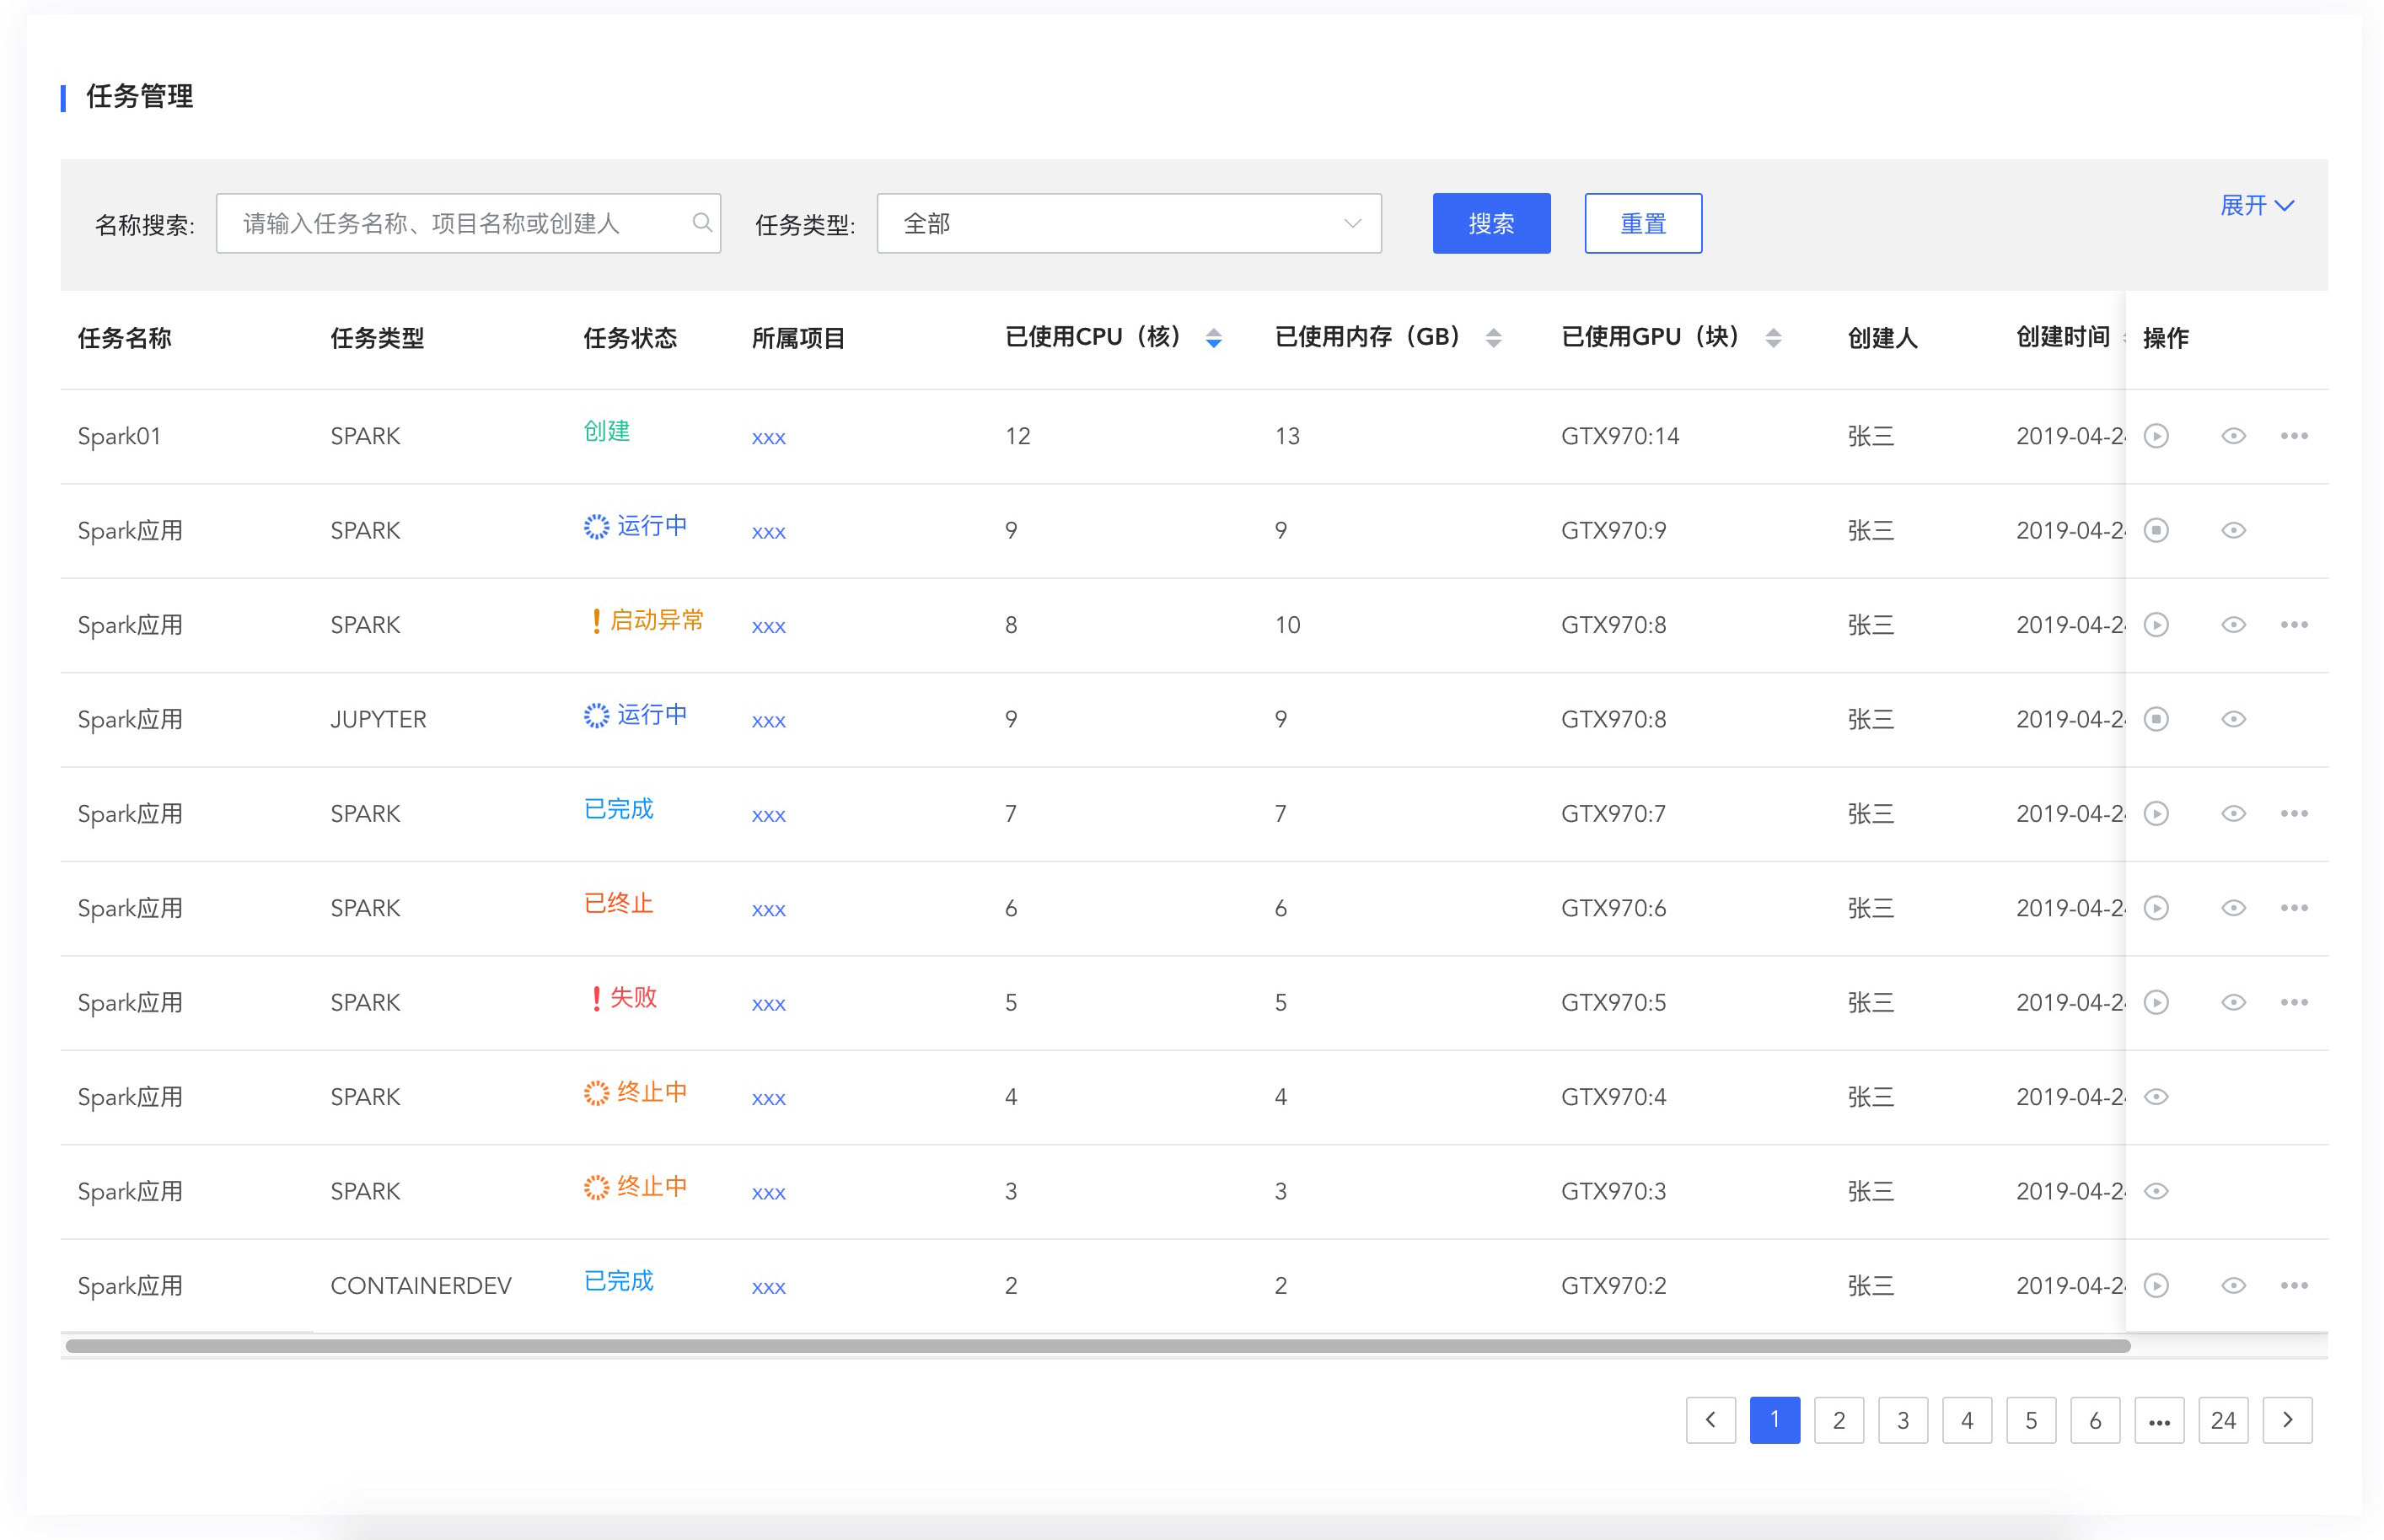 任务管理
名称搜索: 请输入任务名称、项目名称或创建人 任务类型: 全部 搜索 重置 展开
任务名称 任务类型 任务状态 所属项目 已使用CPU（核） 已使用内存（GB） 已使用GPU（块） 创建人 创建时间 操作
Spark01 SPARK 创建 xxx 12 13 GTX970:14 张三 2019-04-2
Spark应用 SPARK 运行中 xxx 9 9 GTX970:9 张三 2019-04-2
Spark应用 SPARK 启动异常 xxx 8 10 GTX970:8 张三 2019-04-2
Spark应用 JUPYTER 运行中 xxx 9 9 GTX970:8 张三 2019-04-2
Spark应用 SPARK 已完成 xxx 7 7 GTX970:7 张三 2019-04-2
Spark应用 SPARK 已终止 xxx 6 6 GTX970:6 张三 2019-04-2
Spark应用 SPARK 失败 xxx 5 5 GTX970:5 张三 2019-04-2
Spark应用 SPARK 终止中 xxx 4 4 GTX970:4 张三 2019-04-2
Spark应用 SPARK 终止中 xxx 3 3 GTX970:3 张三 2019-04-2
Spark应用 CONTAINERDEV 已完成 xxx 2 2 GTX970:2 张三 2019-04-2
1 2 3 4 5 6 ••• 24